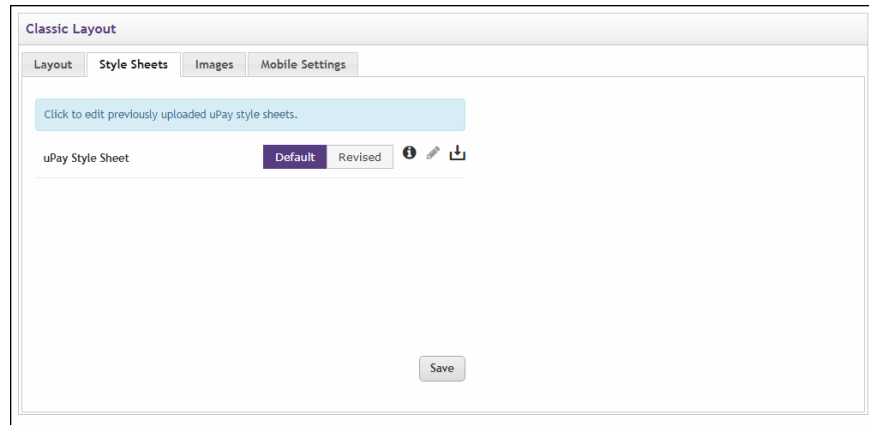 Classic Layout
Layout Style Sheets Images Mobile Settings
Click to edit previously uploaded uPay style sheets.
uPay Style Sheet Default Revised
Save